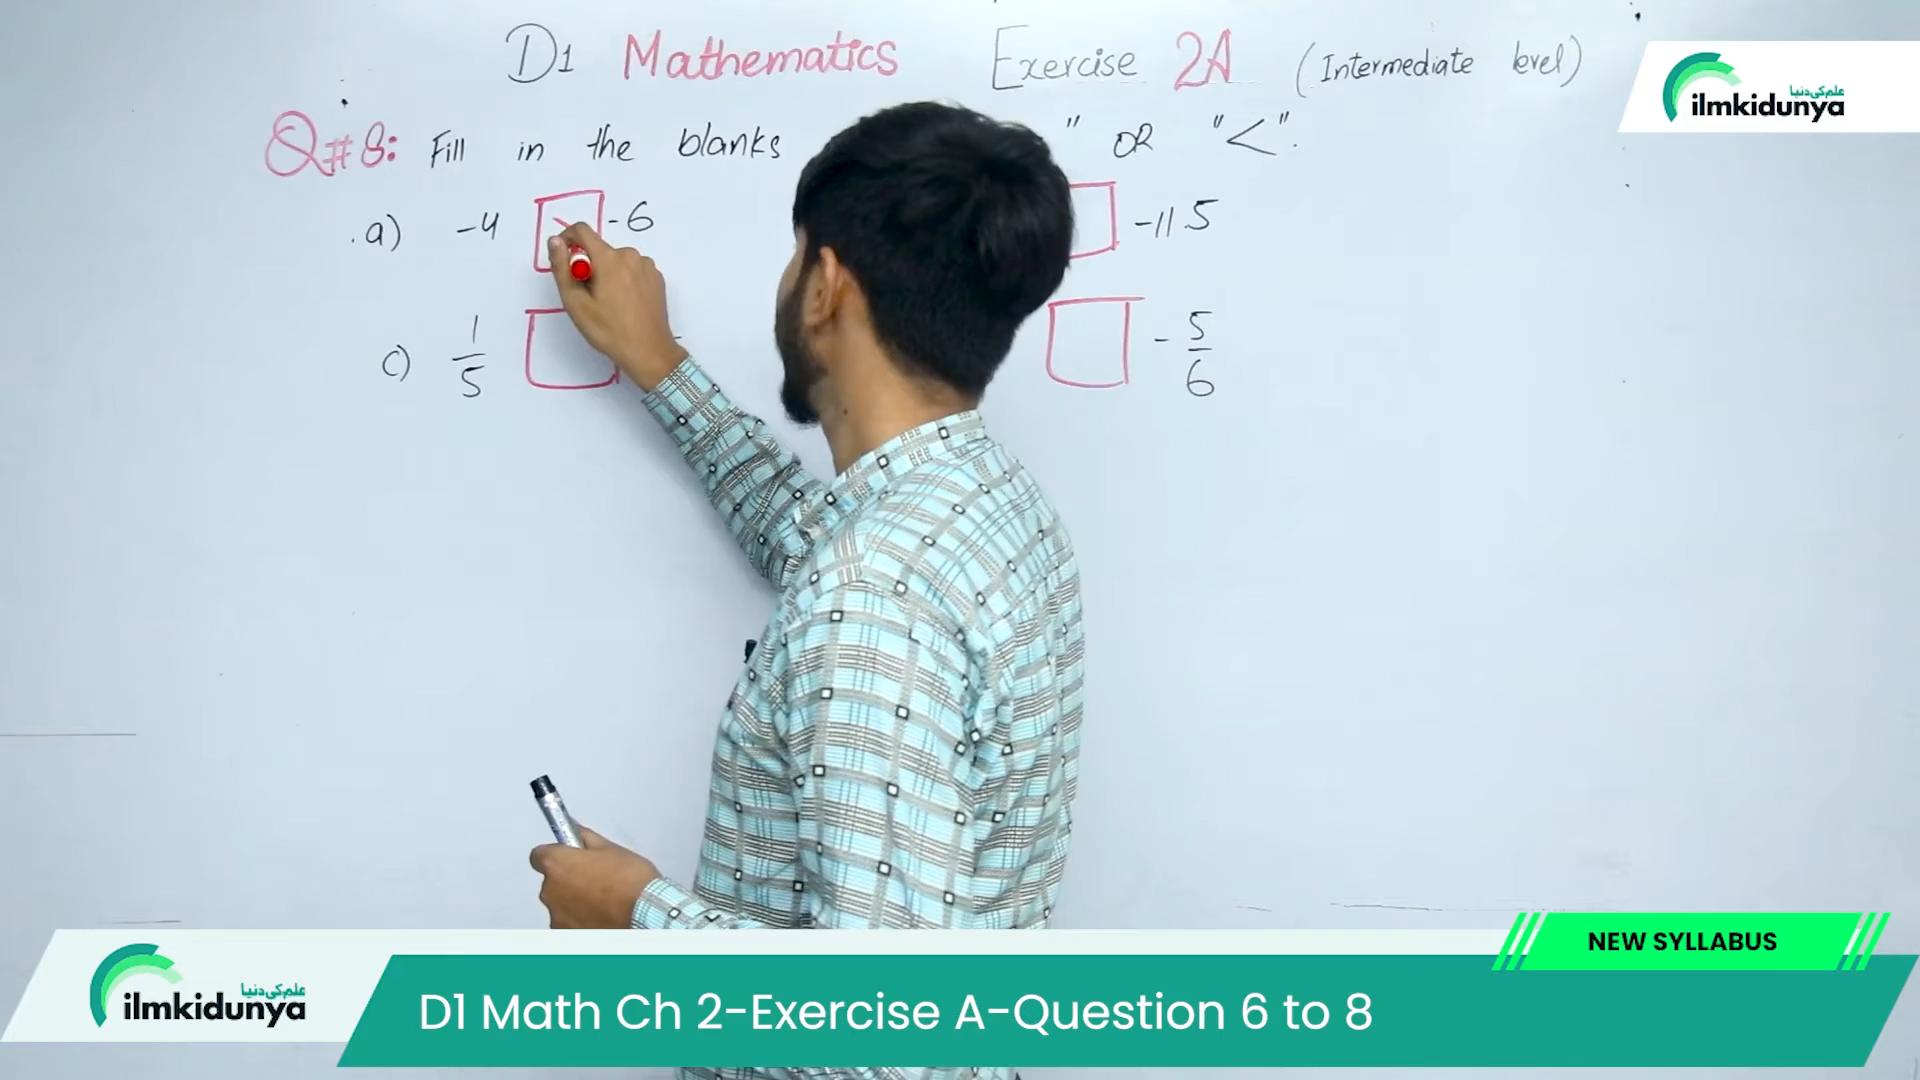 D1 Mathematics Exercise 2A (Intermediate level)
علم کی دنیا
ilmkidunya
Q#8: Fill in the blanks " OR "<".
a) -4 > -6 -11.5
c) 1/5 - - 5/6
NEW SYLLABUS
علم کی دنیا
ilmkidunya
D1 Math Ch 2-Exercise A-Question 6 to 8